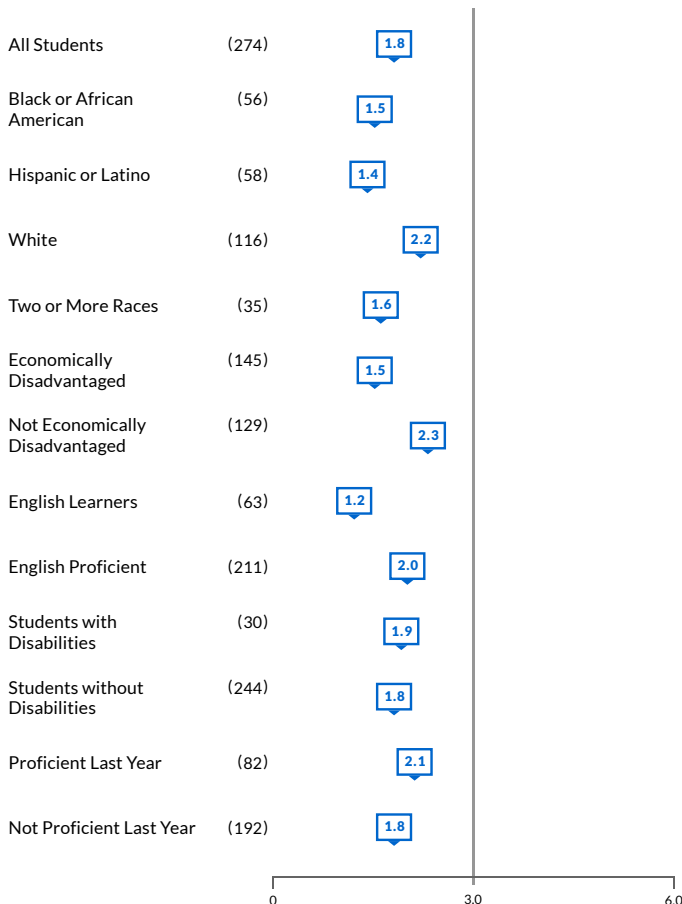 All Students (274) 1.8
Black or African (56)
American
1.5
Hispanic or Latino (58) 1.4
White (116) 2.2
Two or More Races (35) 1.6
Economically (145)
Disadvantaged
1.5
Not Economically (129)
Disadvantaged
2.3
English Learners (63) 1.2
English Proficient (211) 2.0
Students with (30)
Disabilities
1.9
Students without (244)
Disabilities
1.8
Proficient Last Year (82) 2.1
Not Proficient Last Year (192) 1.8
0 3.0 6.0